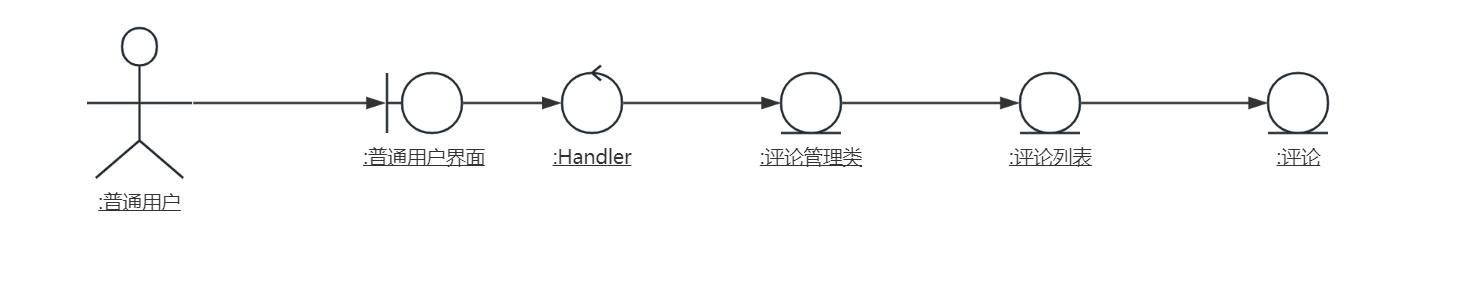 :普通用户界面
:Handler
:评论管理类
:评论列表
:评论
:普通用户